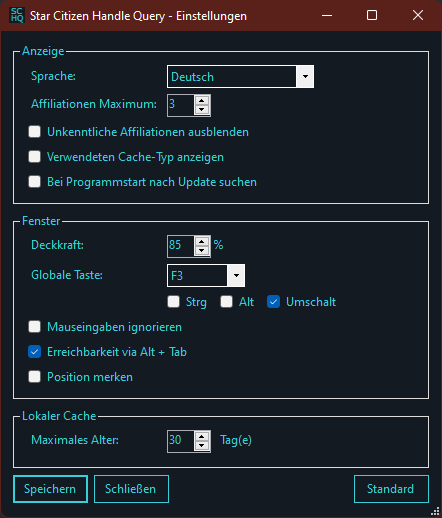 SC HQ Star Citizen Handle Query - Einstellungen
Anzeige
Sprache: Deutsch
Affiliationen Maximum: 3
Unkenntliche Affiliationen ausblenden
Verwendeten Cache-Typ anzeigen
Bei Programmstart nach Update suchen
Fenster
Deckkraft: 85 %
Globale Taste: F3
Strg Alt Umschalt
Mauseingaben ignorieren
Erreichbarkeit via Alt + Tab
Position merken
Lokaler Cache
Maximales Alter: 30 Tag(e)
Speichern Schließen Standard